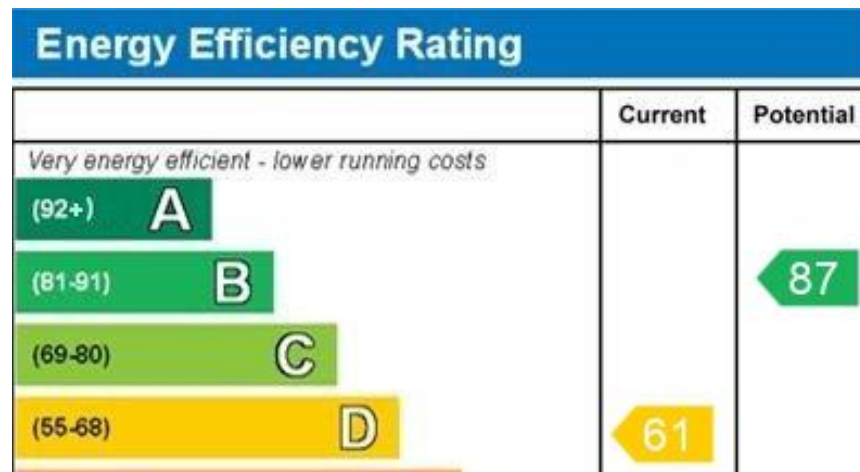 Energy Efficiency Rating
Current Potential
Very energy efficient - lower running costs
(92+) A
(81-91) B 87
(69-80) C
(55-68) D 61